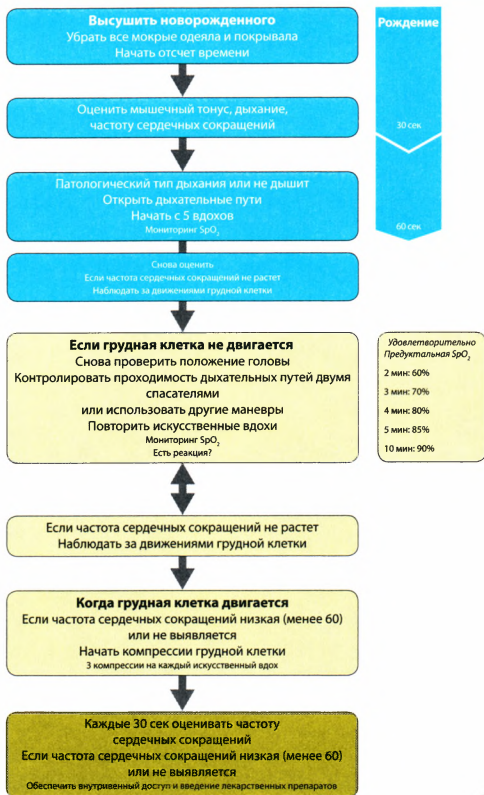 Высушить новорожденного
Убрать все мокрые одеяла и покрывала
Начать отсчет времени
Рождение
Оценить мышечный тонус, дыхание,
частоту сердечных сокращений
30 сек
Патологический тип дыхания или не дышит
Открыть дыхательные пути
Начать с 5 вдохов
Мониторинг SpO₂
60 сек
Снова оценить
Если частота сердечных сокращений не растет
Наблюдать за движениями грудной клетки
Если грудная клетка не двигается
Снова проверить положение головы
Контролировать проходимость дыхательных путей двумя
спасателями
или использовать другие маневры
Повторить искусственные вдохи
Мониторинг SpO₂
Есть реакция?
Удовлетворительно
Предуктальная SpO₂
2 мин: 60%
3 мин: 70%
4 мин: 80%
5 мин: 85%
10 мин: 90%
Если частота сердечных сокращений не растет
Наблюдать за движениями грудной клетки
Когда грудная клетка двигается
Если частота сердечных сокращений низкая (менее 60)
или не выявляется
Начать компрессии грудной клетки
3 компрессии на каждый искусственный вдох
Каждые 30 сек оценивать частоту
сердечных сокращений
Если частота сердечных сокращений низкая (менее 60)
или не выявляется
Обеспечить внутривенный доступ и введение лекарственных препаратов